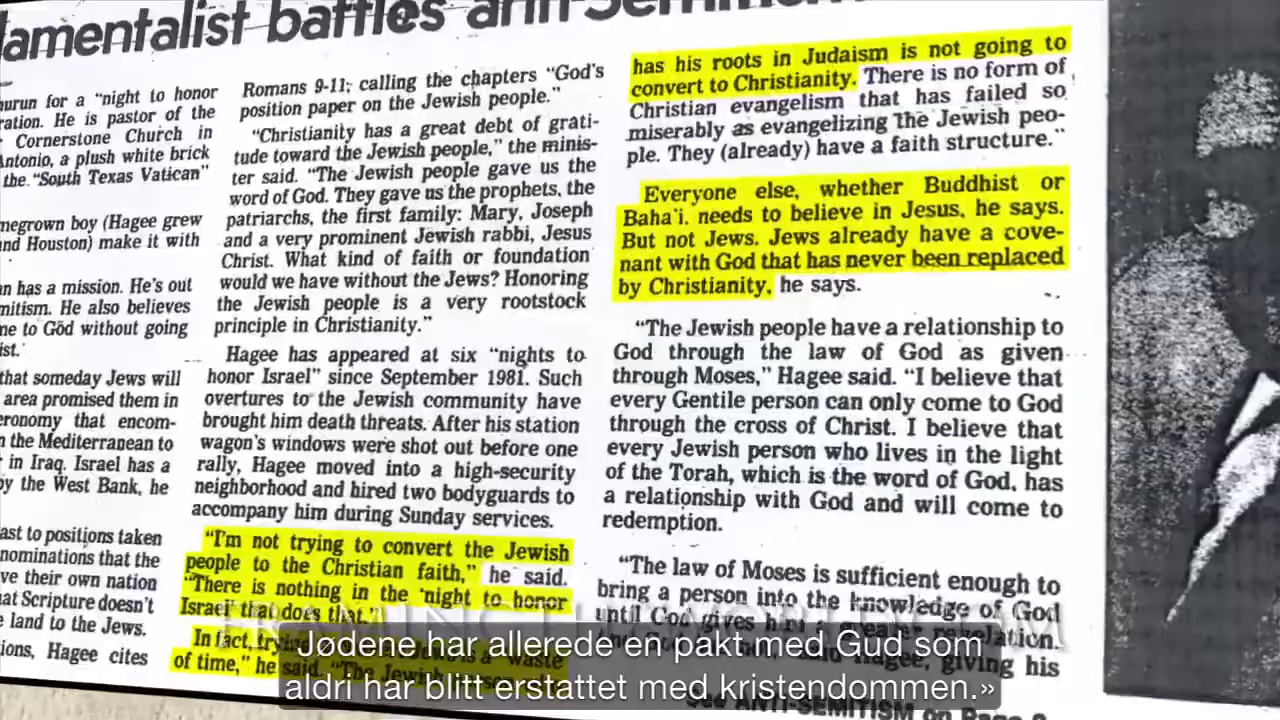 lamentalist battles anti-Semitism
for a "night to honor
ration. He is pastor of the
Cornerstone Church in
Antonio, a plush white brick
the "South Texas Vatican"
megrown boy (Hagee grew
and Houston) make it with
an has a mission. He's out
mitism. He also believes
me to God without going
ist.'
that someday Jews will
area promised them in
eronomy that encom-
n the Mediterranean to
in Iraq. Israel has a
by the West Bank, he
ast to positions taken
nominations that the
ve their own nation
hat Scripture doesn't
e land to the Jews.
ions, Hagee cites
Romans 9-11; calling the chapters "God's
position paper on the Jewish people."
"Christianity has a great debt of grati-
tude toward the Jewish people," the minis-
ter said. "The Jewish people gave us the
word of God. They gave us the prophets, the
patriarchs, the first family: Mary, Joseph
and a very prominent Jewish rabbi, Jesus
Christ. What kind of faith or foundation
would we have without the Jews? Honoring
the Jewish people is a very rootstock
principle in Christianity."
Hagee has appeared at six "nights to
honor Israel" since September 1981. Such
overtures to the Jewish community have
brought him death threats. After his station
wagon's windows were shot out before one
rally, Hagee moved into a high-security
neighborhood and hired two bodyguards to
accompany him during Sunday services.
"I'm not trying to convert the Jewish
people to the Christian faith," he said.
"There is nothing in the 'night to honor
Israel' that does that.'
In fact, trying is a "waste
of time," he said. "The Jewish
has his roots in Judaism is not going to
convert to Christianity. There is no form of
Christian evangelism that has failed so
miserably as evangelizing the Jewish peo-
ple. They (already) have a faith structure."
Everyone else, whether Buddhist or
Baha'i, needs to believe in Jesus, he says.
But not Jews. Jews already have a cove-
nant with God that has never been replaced
by Christianity, he says.
"The Jewish people have a relationship to
God through the law of God as given
through Moses," Hagee said. "I believe that
every Gentile person can only come to God
through the cross of Christ. I believe that
every Jewish person who lives in the light
of the Torah, which is the word of God, has
a relationship with God and will come to
redemption.
"The law of Moses is sufficient enough to
bring a person into the knowledge of God
until God gives him a greater revelation.
said Hagee, giving his
See ANTI-SEMITISM on Page
Jødene har allerede en pakt med Gud som
aldri har blitt erstattet med kristendommen.»